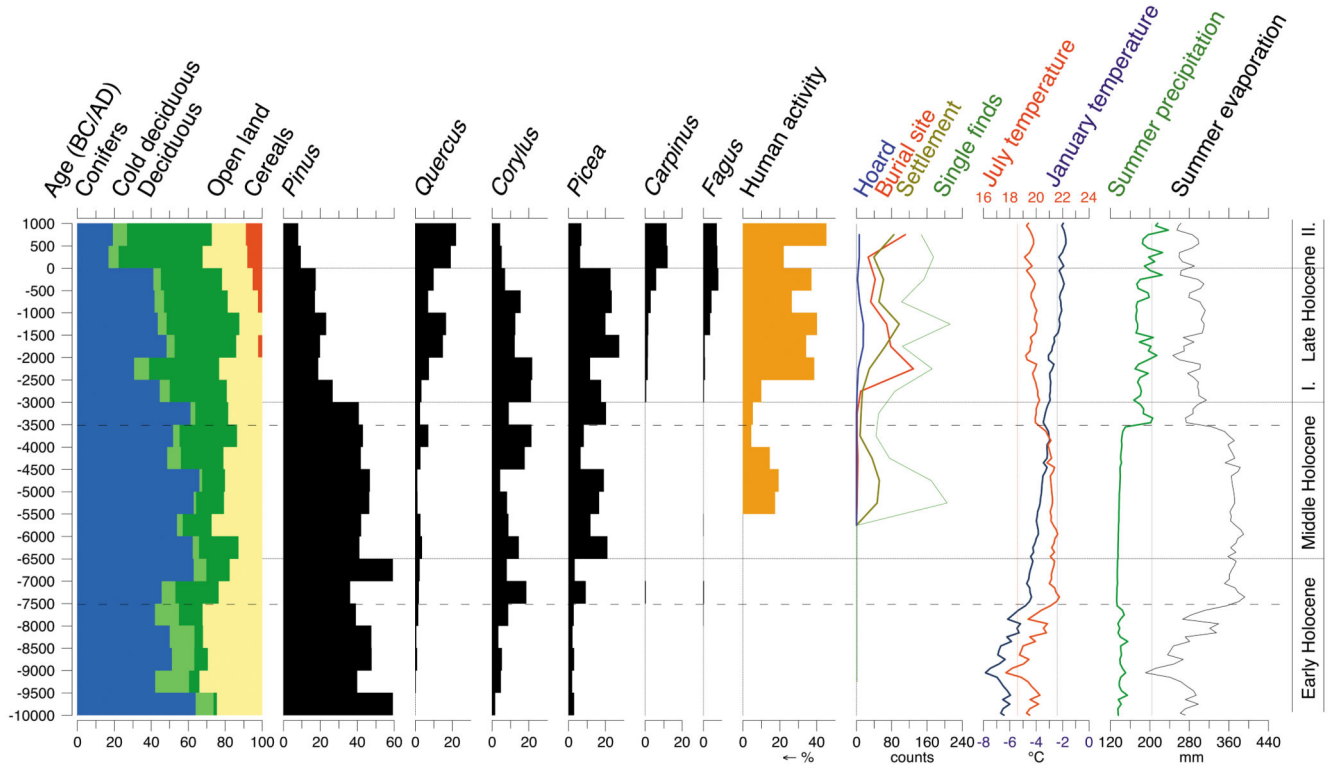 Age (BC/AD)
Conifers
Cold deciduous
Deciduous
Open land
Cereals
Pinus
Quercus
Corylus
Picea
Carpinus
Fagus
Human activity
Hoard
Burial site
Settlement
Single finds
July temperature
January temperature
Summer precipitation
Summer evaporation
16 18 20 22 24
1000
500
0
-500
-1000
-1500
-2000
-2500
-3000
-3500
-4000
-4500
-5000
-5500
-6000
-6500
-7000
-7500
-8000
-8500
-9000
-9500
-10000
Late Holocene II.
I.
Middle Holocene
Early Holocene
0 20 40 60 80 100
0 20 40 60
0 20
0 20
0 20
0 20
0
0 20 40
0 80 160 240
-8 -6 -4 -2 0
120 200
280 360 440
← %
counts
°C
mm